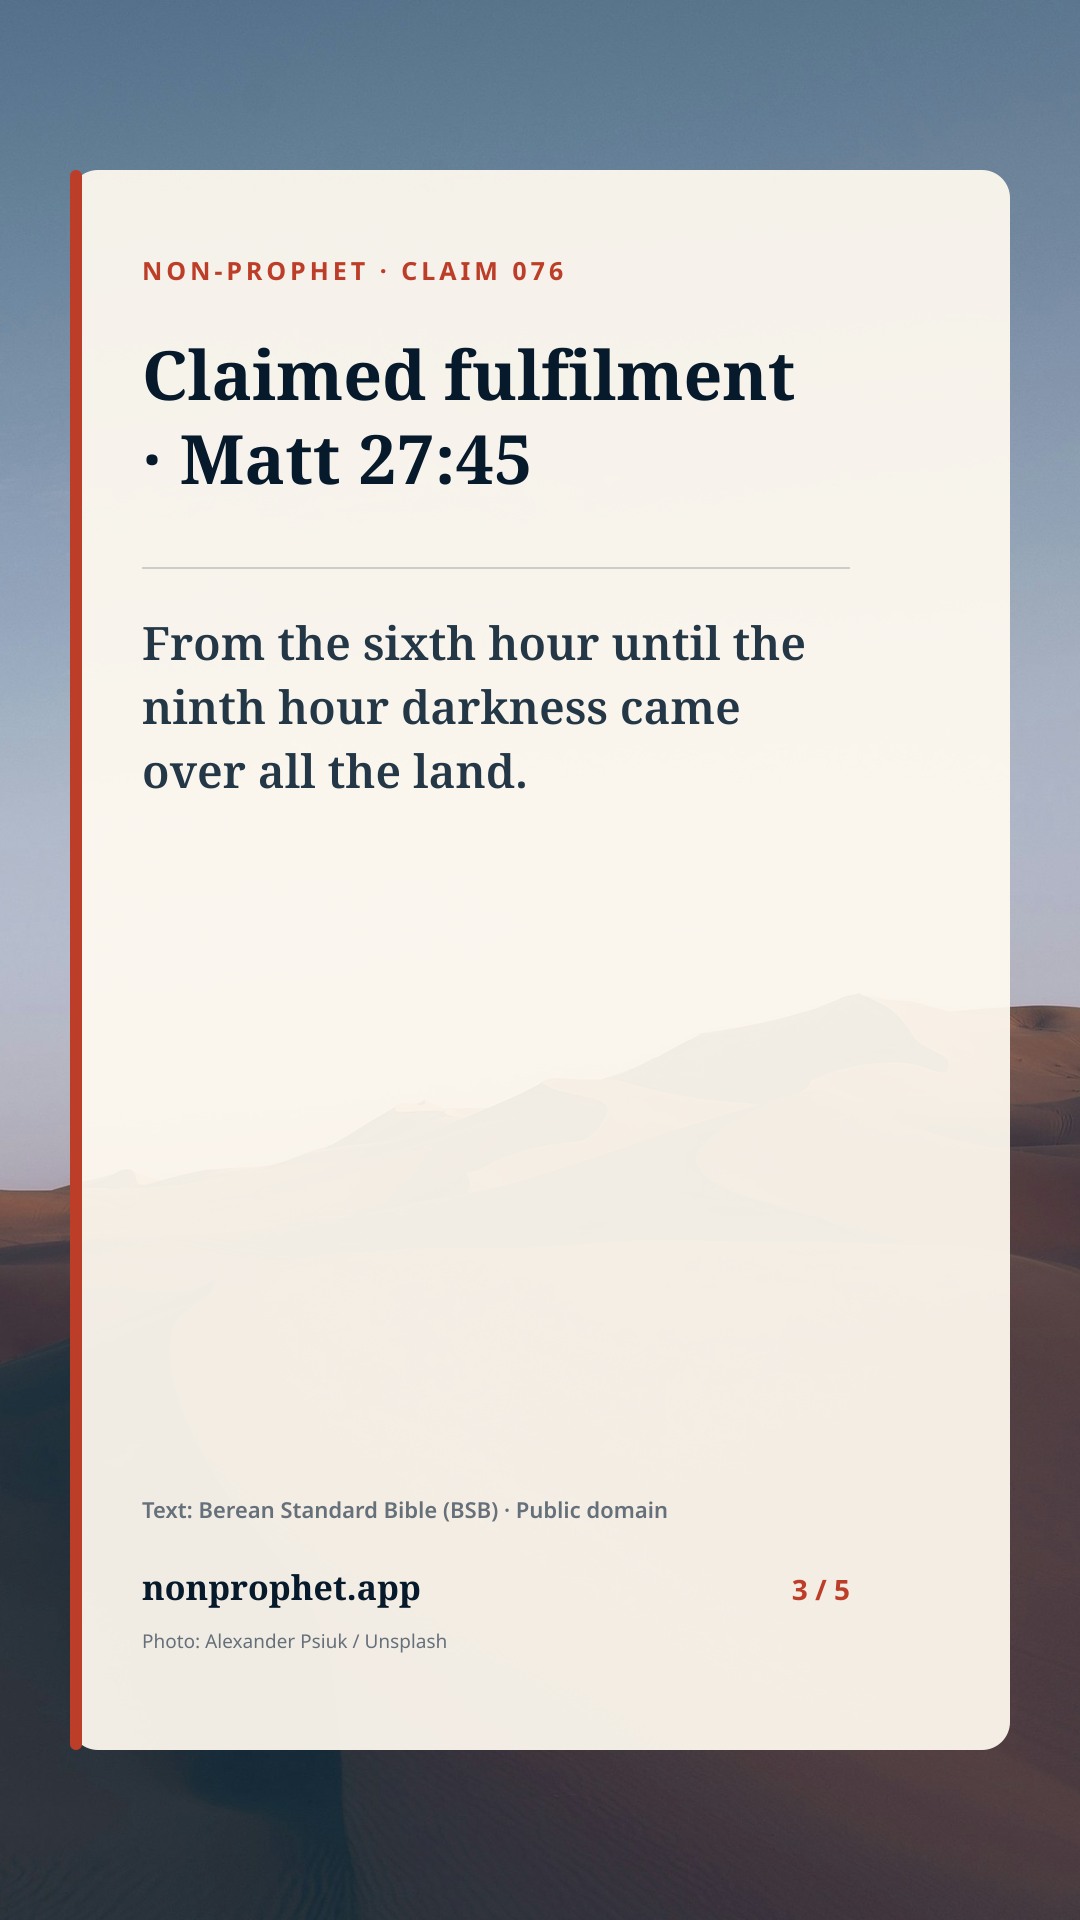 NON-PROPHET · CLAIM 076
Claimed fulfilment
· Matt 27:45
From the sixth hour until the
ninth hour darkness came
over all the land.
Text: Berean Standard Bible (BSB) · Public domain
nonprophet.app
3 / 5
Photo: Alexander Psiuk / Unsplash